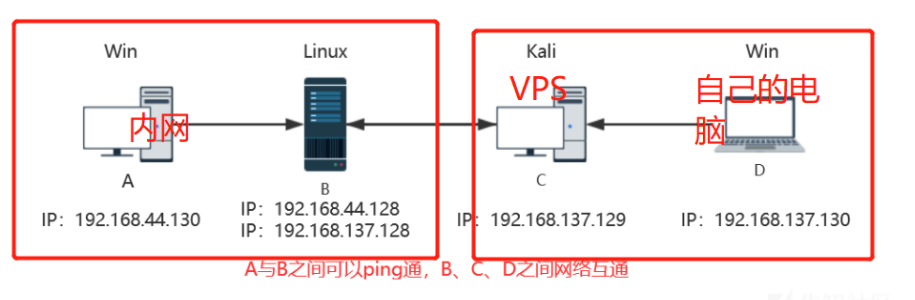 Win
Linux
Kali
Win
VPS
自己的电
脑
内网
A
B
C
D
IP：192.168.44.130
IP：192.168.44.128
IP：192.168.137.128
IP：192.168.137.129
IP：192.168.137.130
A与B之间可以ping通，B、C、D之间网络互通